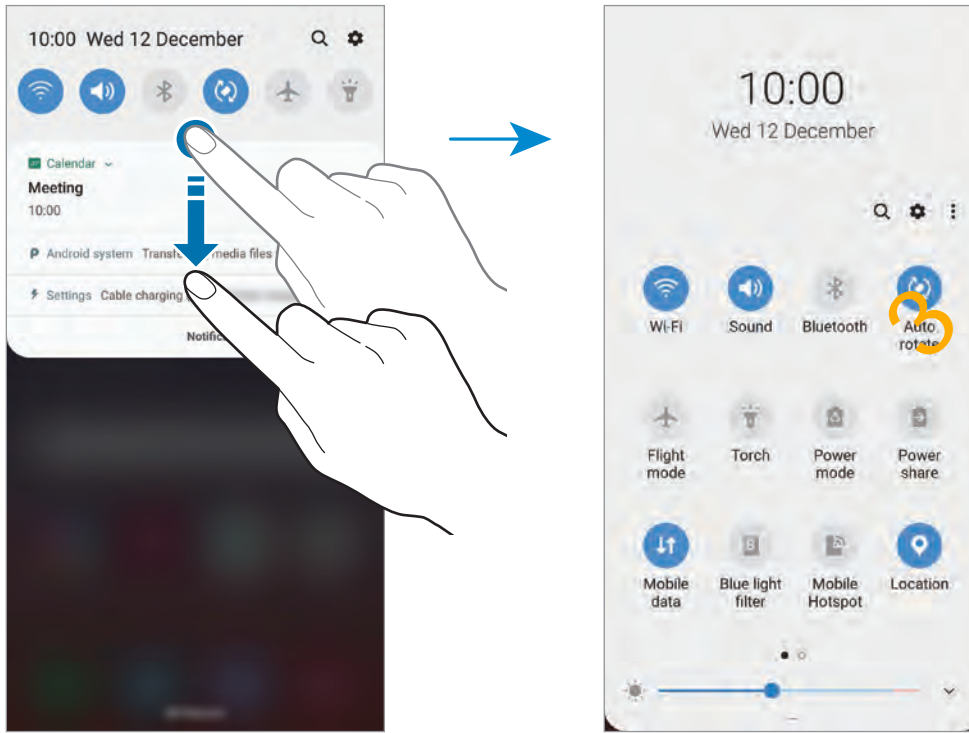 10:00 Wed 12 December
Calendar
Meeting
10:00
Android system Transfe media files
Settings Cable charging
10:00
Wed 12 December
Wi-Fi Sound Bluetooth Auto rotate
3
Flight mode Torch Power mode Power share
Mobile data Blue light filter Mobile Hotspot Location